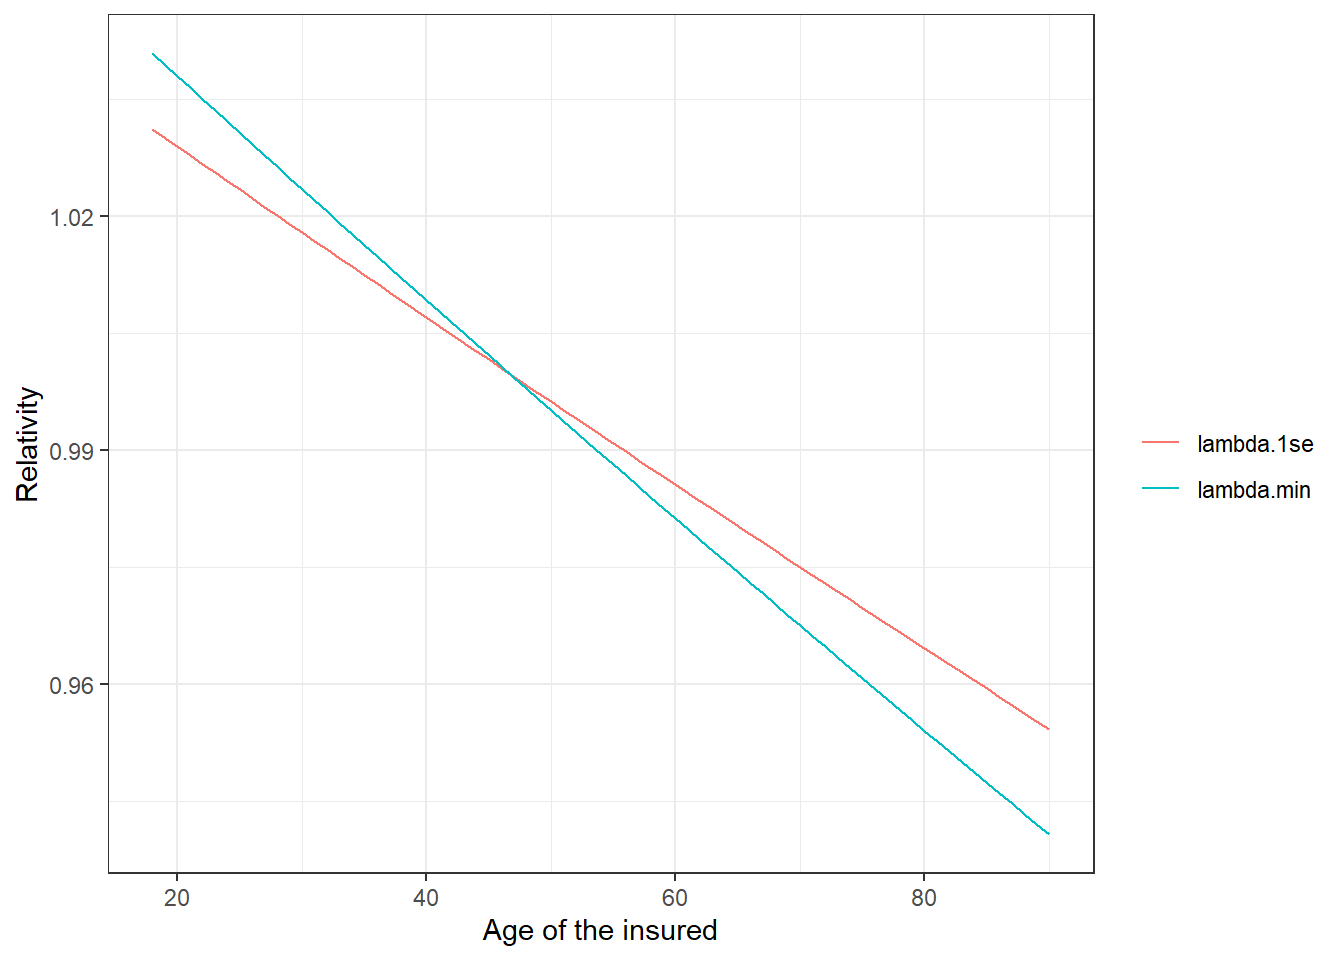 Relativity
1.02
0.99
0.96
20 40 60 80
Age of the insured
lambda.1se
lambda.min